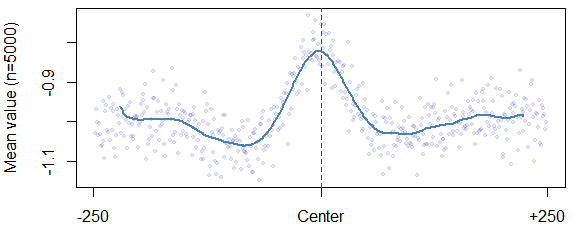 Mean value (n=5000)
-0.9
-1.1
-250
Center
+250